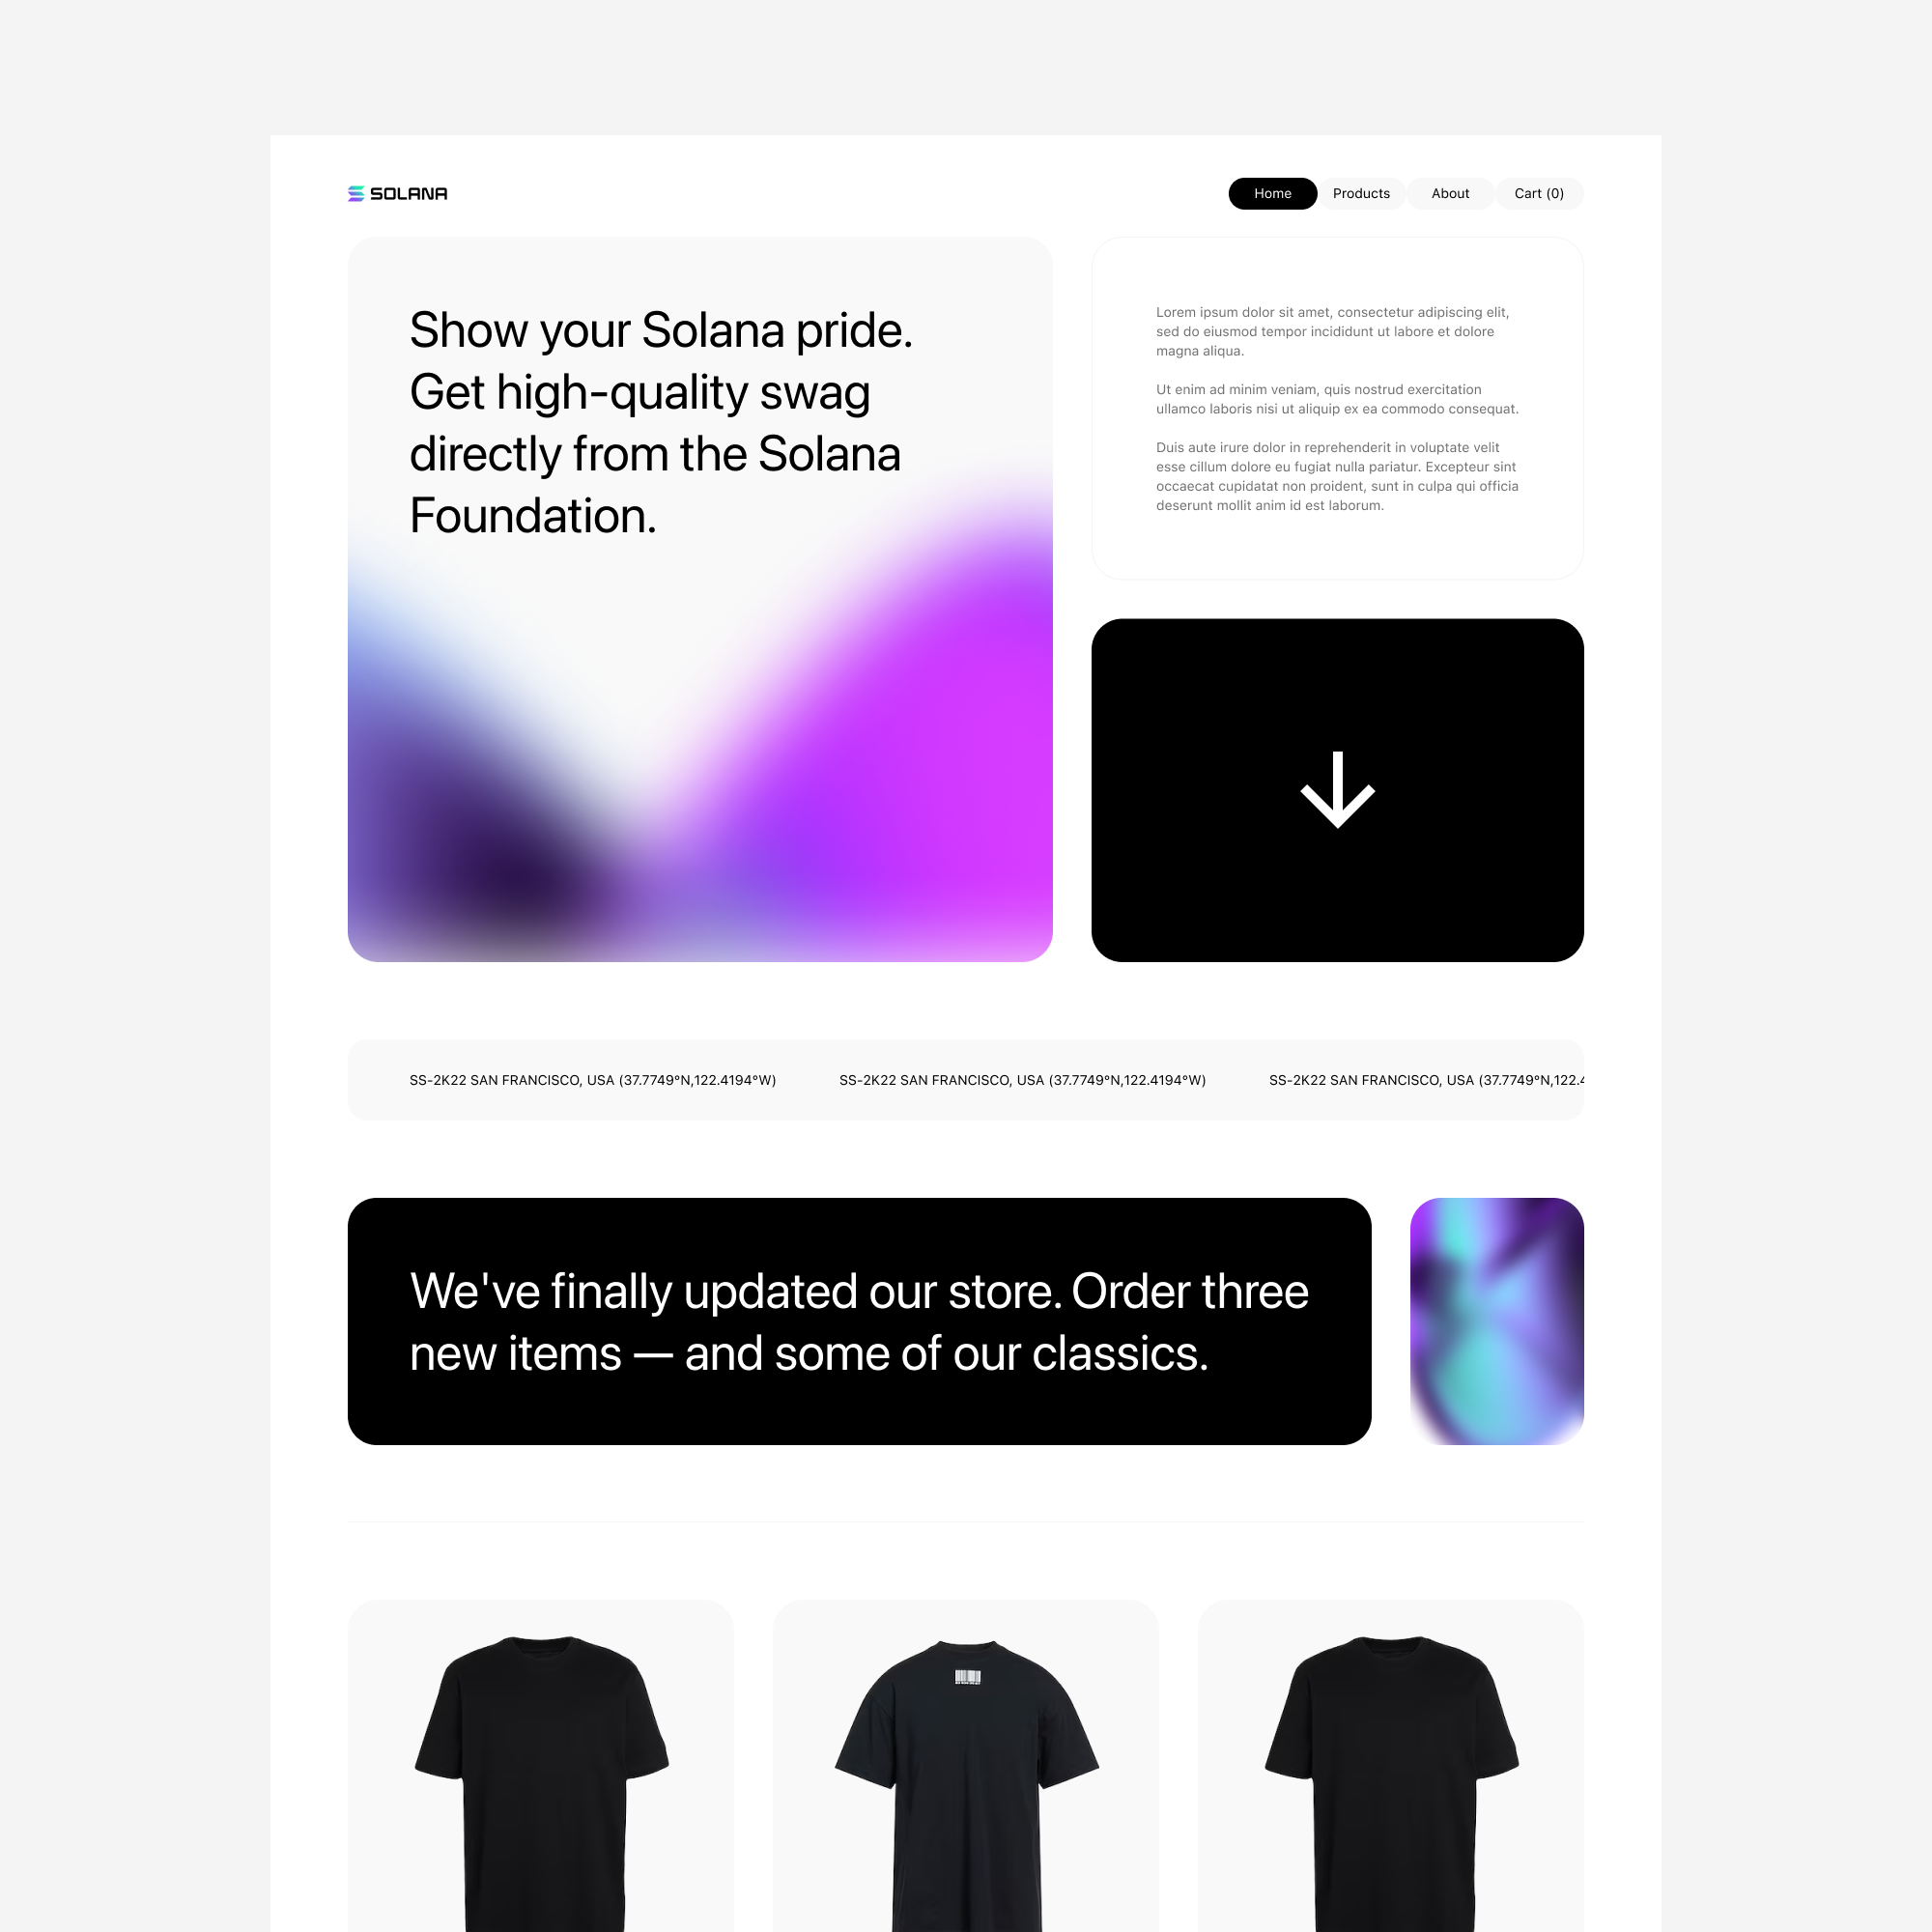 SOLANA
Home
Products
About
Cart (0)
Show your Solana pride.
Get high-quality swag
directly from the Solana
Foundation.
Lorem ipsum dolor sit amet, consectetur adipiscing elit,
sed do eiusmod tempor incididunt ut labore et dolore
magna aliqua.
Ut enim ad minim veniam, quis nostrud exercitation
ullamco laboris nisi ut aliquip ex ea commodo consequat.
Duis aute irure dolor in reprehenderit in voluptate velit
esse cillum dolore eu fugiat nulla pariatur. Excepteur sint
occaecat cupidatat non proident, sunt in culpa qui officia
deserunt mollit anim id est laborum.
SS-2K22 SAN FRANCISCO, USA (37.7749°N,122.4194°W)
SS-2K22 SAN FRANCISCO, USA (37.7749°N,122.4194°W)
SS-2K22 SAN FRANCISCO, USA (37.7749°N,122.4
We've finally updated our store. Order three
new items — and some of our classics.